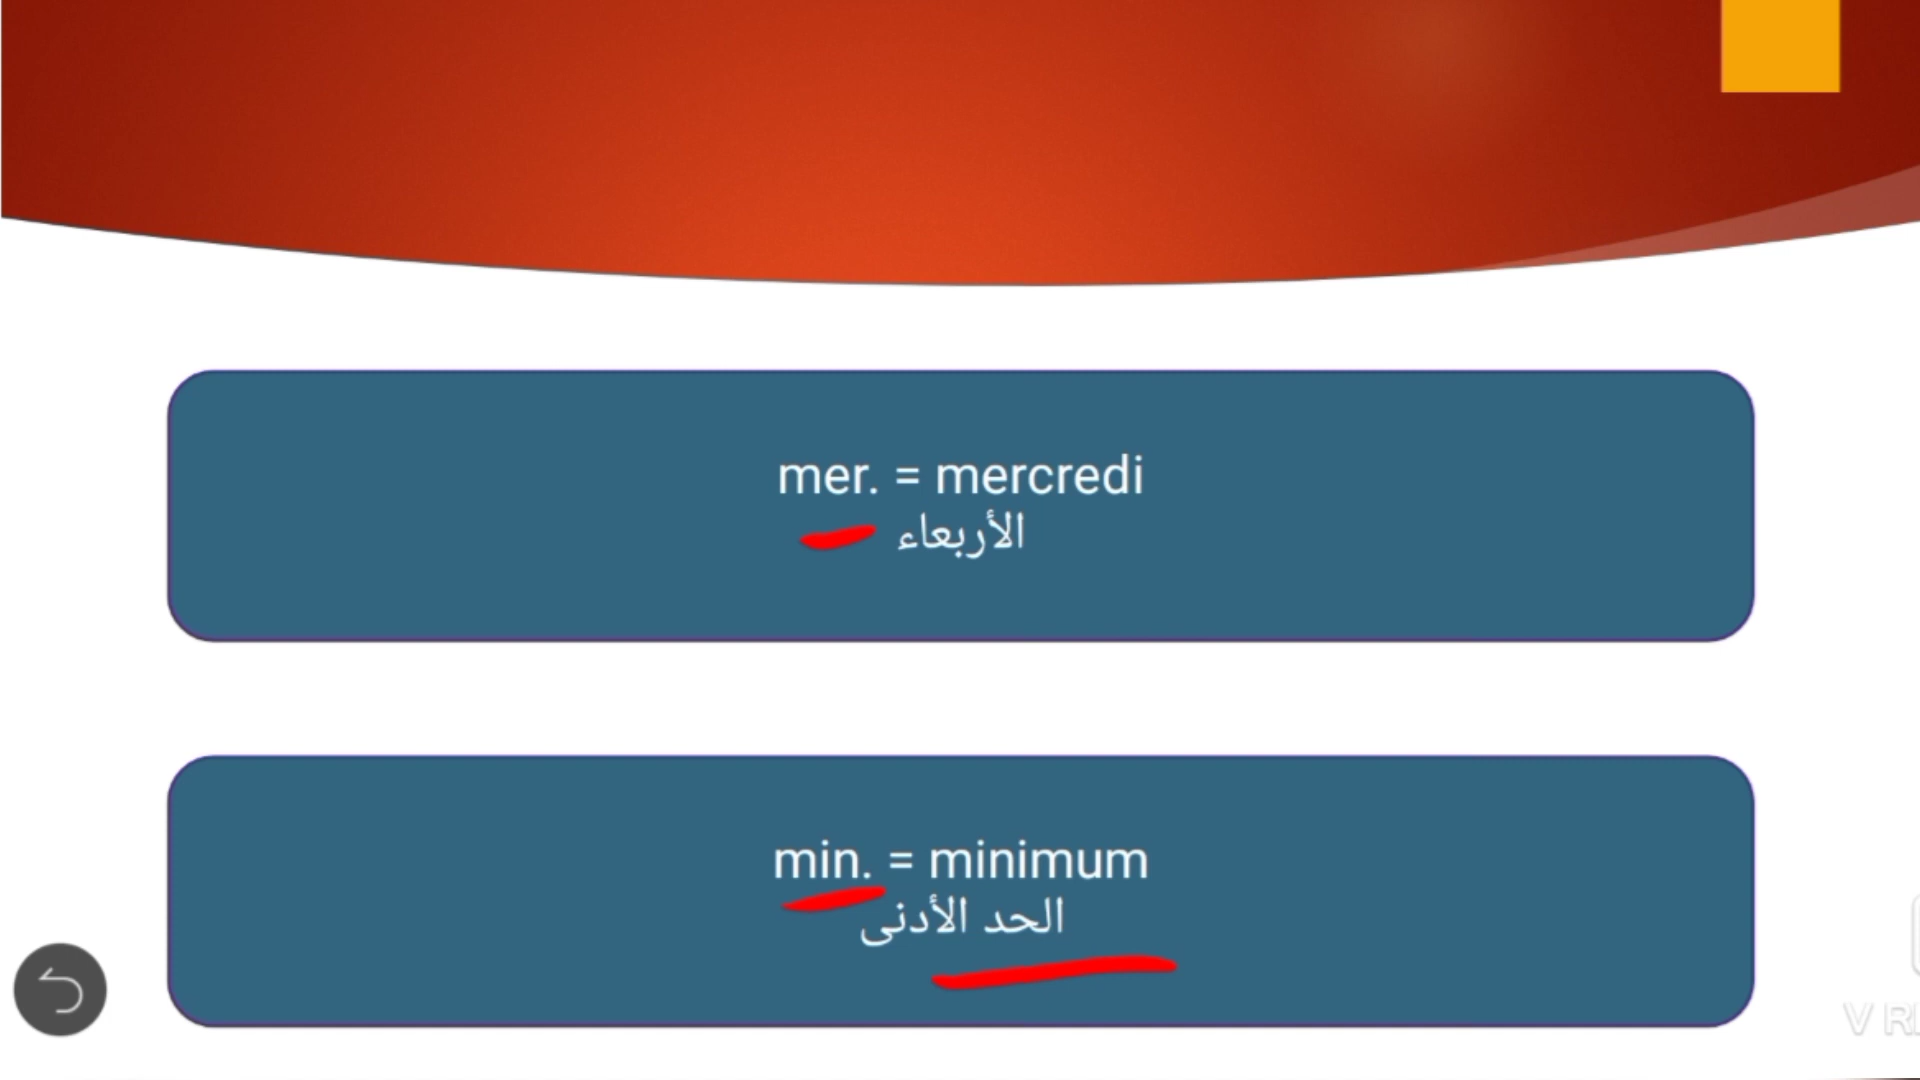 mer. = mercredi
الأربعاء
min. = minimum
الحد الأدنى